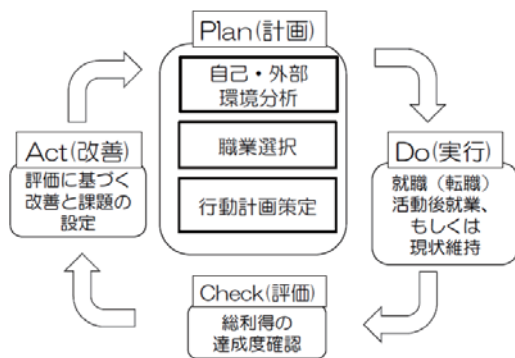 Plan(計画)
自己・外部
環境分析
職業選択
行動計画策定
Do(実行)
就職（転職）
活動後就業、
もしくは
現状維持
Check(評価)
総利得の
達成度確認
Act(改善)
評価に基づく
改善と課題の
設定